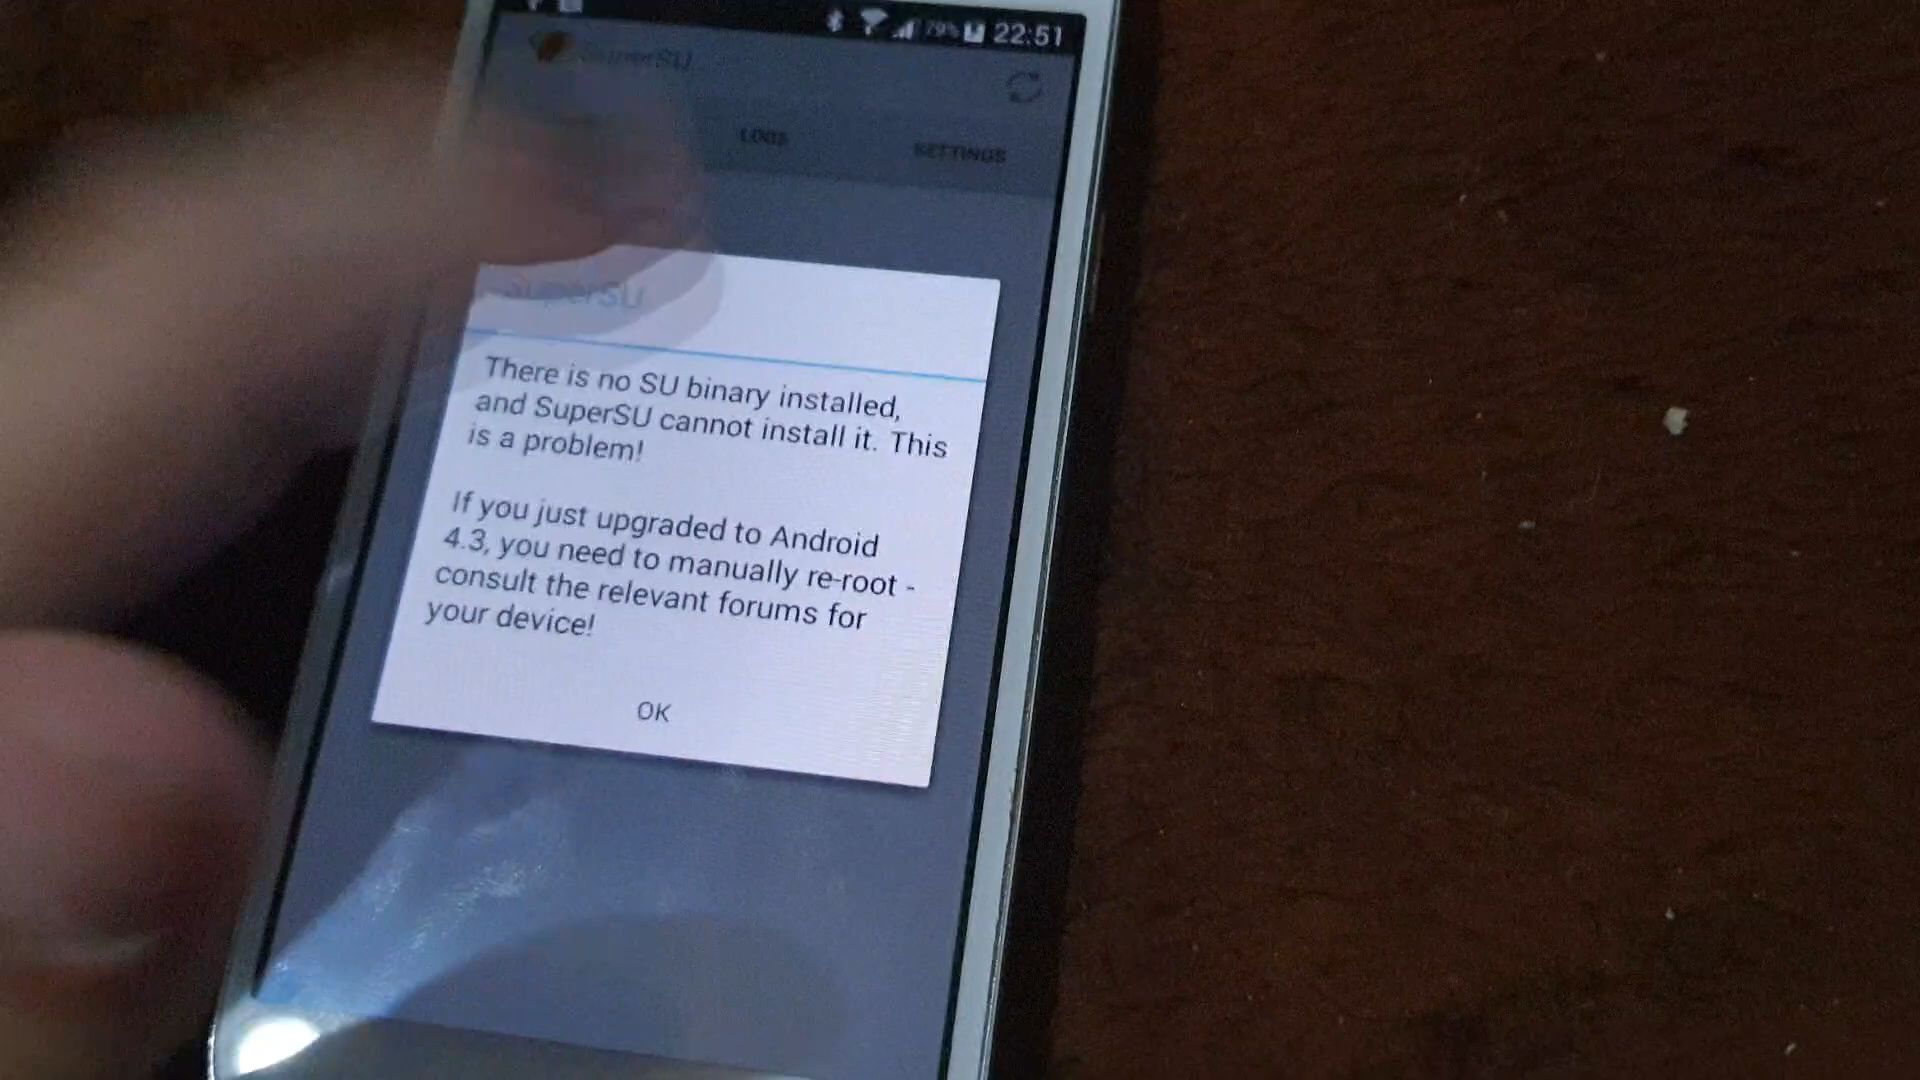 79% 22:51
SuperSU
LOGS SETTINGS
SuperSU
There is no SU binary installed,
and SuperSU cannot install it. This
is a problem!
If you just upgraded to Android
4.3, you need to manually re-root -
consult the relevant forums for
your device!
OK